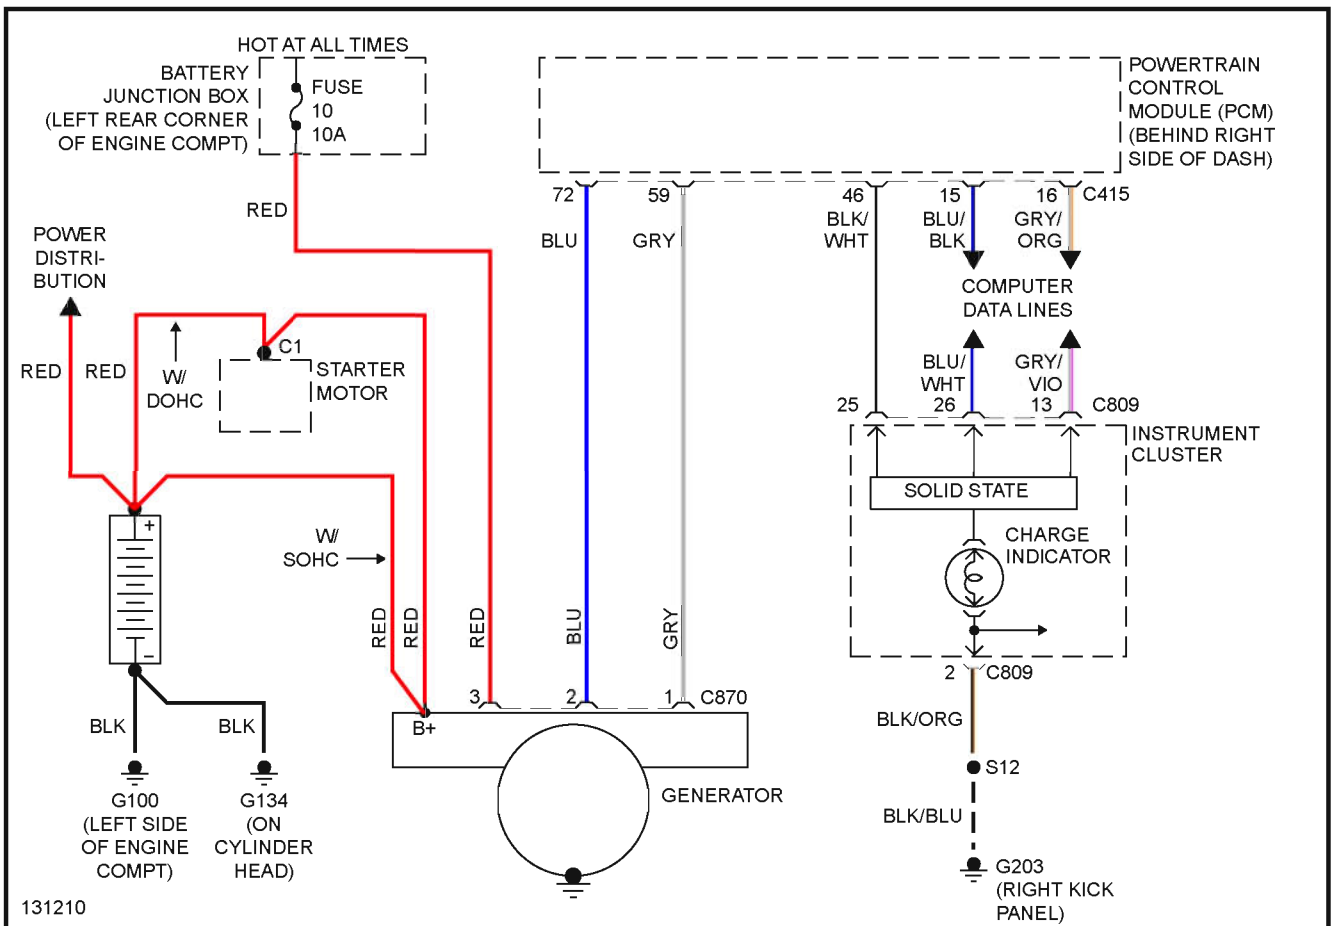 HOT AT ALL TIMES
BATTERY
JUNCTION BOX
(LEFT REAR CORNER
OF ENGINE COMPT)
FUSE
10
10A
POWERTRAIN
CONTROL
MODULE (PCM)
(BEHIND RIGHT
SIDE OF DASH)
72
59
46
15
16
C415
RED
BLU
GRY
BLK/
WHT
BLU/
BLK
GRY/
ORG
POWER
DISTRI-
BUTION
COMPUTER
DATA LINES
RED
RED
W/
DOHC
C1
STARTER
MOTOR
BLU/
WHT
GRY/
VIO
25
26
13
C809
INSTRUMENT
CLUSTER
SOLID STATE
CHARGE
INDICATOR
+
−
W/
SOHC
RED
RED
RED
BLU
GRY
2
C809
3
2
1
C870
B+
BLK
BLK
BLK/ORG
GENERATOR
S12
G100
(LEFT SIDE
OF ENGINE
COMPT)
G134
(ON
CYLINDER
HEAD)
BLK/BLU
G203
(RIGHT KICK
PANEL)
131210